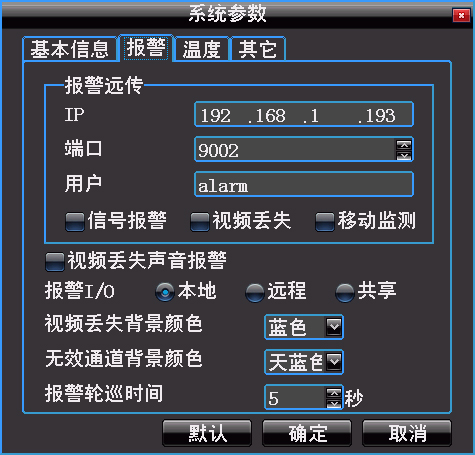 系统参数
基本信息 报警 温度 其它
报警远传
IP 192 .168 .1 .193
端口 9002
用户 alarm
信号报警 视频丢失 移动监测
视频丢失声音报警
报警I/O 本地 远程 共享
视频丢失背景颜色 蓝色
无效通道背景颜色 天蓝色
报警轮巡时间 5 秒
默认 确定 取消